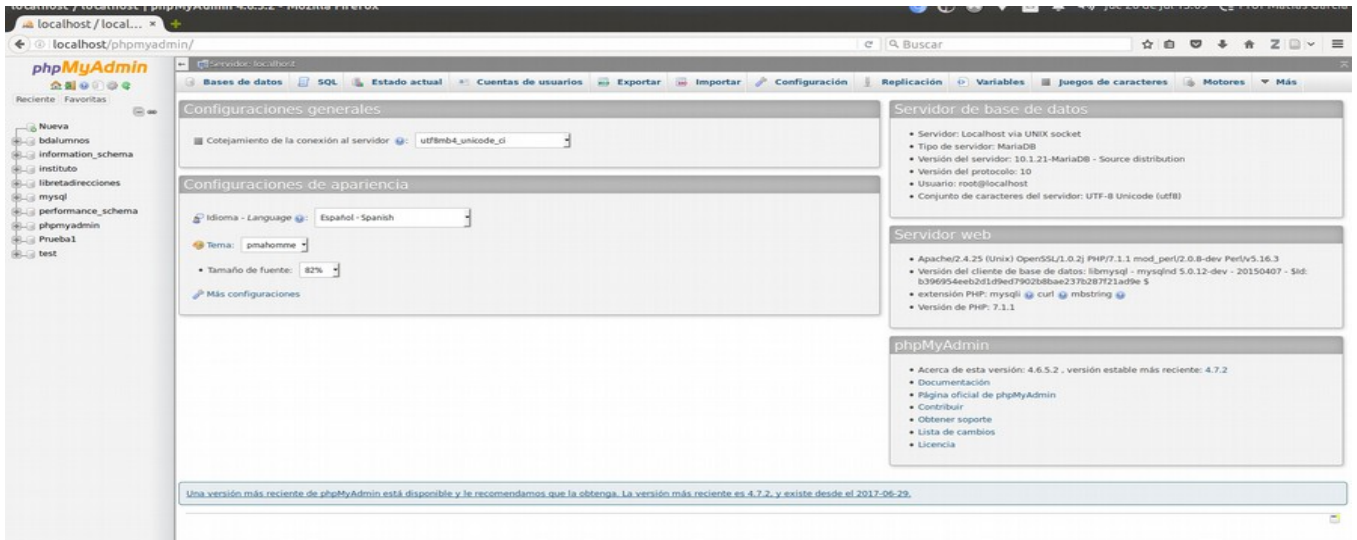 localhost / localhost | phpMyAdmin 4.6.5.2 - Mozilla Firefox
jue 20 de jul 13:09 Prof Matias Garcia
localhost / local... ×
localhost/phpmyadmin/
Buscar
phpMyAdmin
Reciente Favoritas
Nueva
bdalumnos
information_schema
instituto
libretadirecciones
mysql
performance_schema
phpmyadmin
Prueba1
test
Servidor: localhost
Bases de datos SQL Estado actual Cuentas de usuarios Exportar Importar Configuración Replicación Variables Juegos de caracteres Motores Más
Configuraciones generales
Cotejamiento de la conexión al servidor : utf8mb4_unicode_ci
Configuraciones de apariencia
Idioma - Language : Español - Spanish
Tema: pmahomme
• Tamaño de fuente: 82%
Más configuraciones
Servidor de base de datos
• Servidor: Localhost via UNIX socket
• Tipo de servidor: MariaDB
• Versión del servidor: 10.1.21-MariaDB - Source distribution
• Versión del protocolo: 10
• Usuario: root@localhost
• Conjunto de caracteres del servidor: UTF-8 Unicode (utf8)
Servidor web
• Apache/2.4.25 (Unix) OpenSSL/1.0.2j PHP/7.1.1 mod_perl/2.0.8-dev Perl/v5.16.3
• Versión del cliente de base de datos: libmysql - mysqlnd 5.0.12-dev - 20150407 - $Id:
b396954eeb2d1d9ed7902b8bae237b287f21ad9e $
• extensión PHP: mysqli curl mbstring
• Versión de PHP: 7.1.1
phpMyAdmin
• Acerca de esta versión: 4.6.5.2 , versión estable más reciente: 4.7.2
• Documentación
• Página oficial de phpMyAdmin
• Contribuir
• Obtener soporte
• Lista de cambios
• Licencia
Una versión más reciente de phpMyAdmin está disponible y le recomendamos que la obtenga. La versión más reciente es 4.7.2, y existe desde el 2017-06-29.